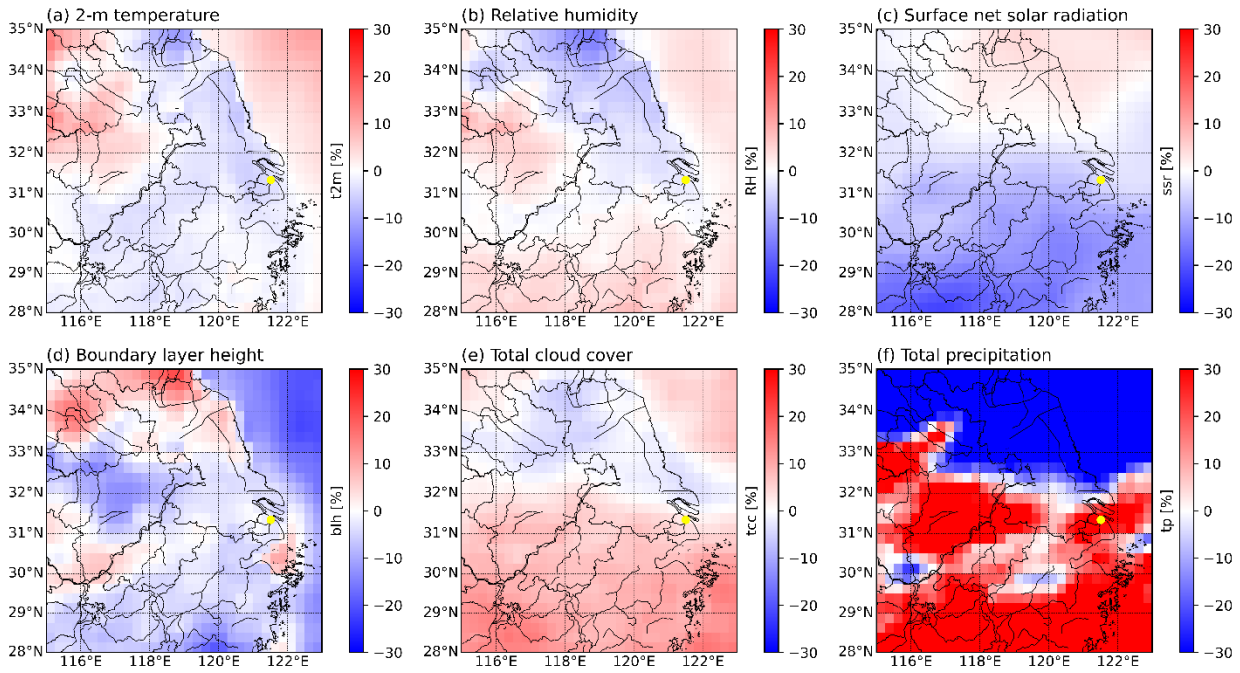 (a) 2-m temperature
35°N
34°N
33°N
32°N
31°N
30°N
29°N
28°N
116°E 118°E 120°E 122°E
30
20
10
0
−10
−20
−30
t2m [%]
(b) Relative humidity
35°N
34°N
33°N
32°N
31°N
30°N
29°N
28°N
116°E 118°E 120°E 122°E
30
20
10
0
−10
−20
−30
RH [%]
(c) Surface net solar radiation
35°N
34°N
33°N
32°N
31°N
30°N
29°N
28°N
116°E 118°E 120°E 122°E
30
20
10
0
−10
−20
−30
ssr [%]
(d) Boundary layer height
35°N
34°N
33°N
32°N
31°N
30°N
29°N
28°N
116°E 118°E 120°E 122°E
30
20
10
0
−10
−20
−30
blh [%]
(e) Total cloud cover
35°N
34°N
33°N
32°N
31°N
30°N
29°N
28°N
116°E 118°E 120°E 122°E
30
20
10
0
−10
−20
−30
tcc [%]
(f) Total precipitation
35°N
34°N
33°N
32°N
31°N
30°N
29°N
28°N
116°E 118°E 120°E 122°E
30
20
10
0
−10
−20
−30
tp [%]